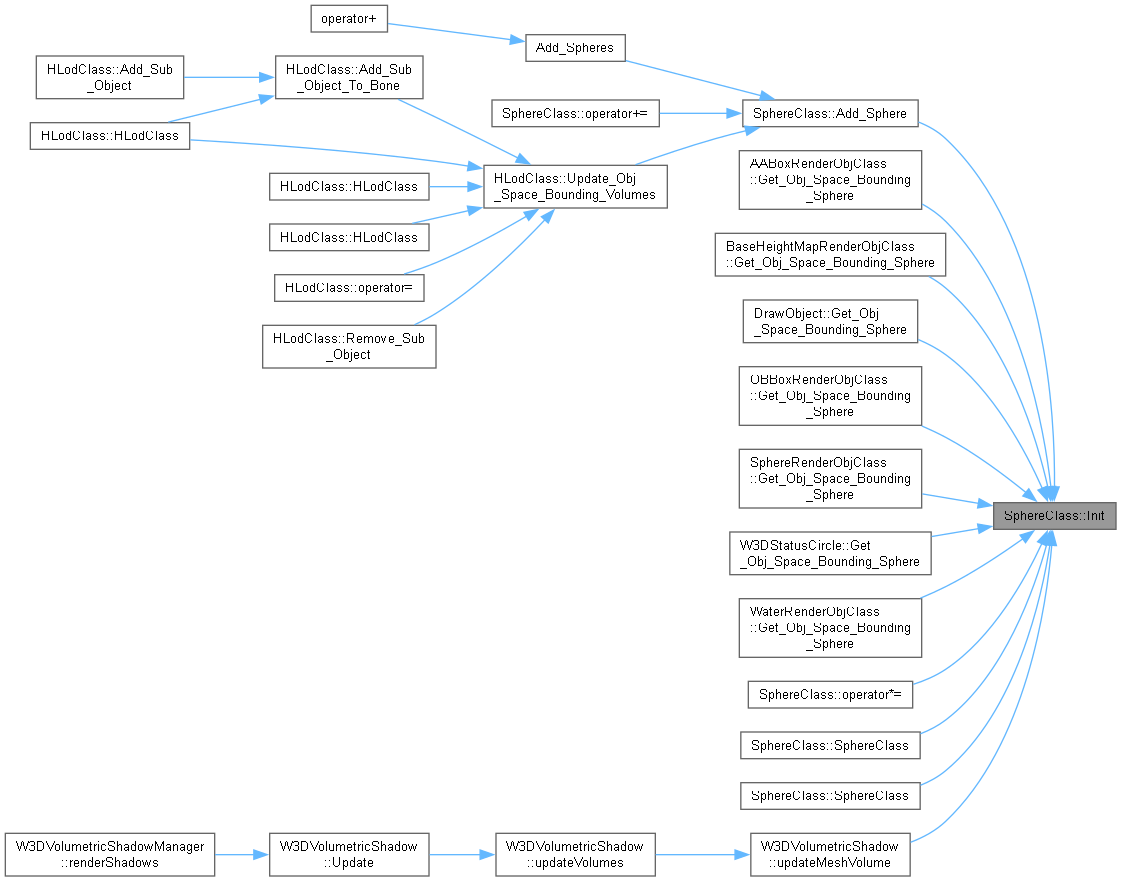 operator+
Add_Spheres
HLodClass::Add_Sub
_Object
HLodClass::Add_Sub
_Object_To_Bone
SphereClass::operator+=
SphereClass::Add_Sphere
HLodClass::HLodClass
AABoxRenderObjClass
::Get_Obj_Space_Bounding
_Sphere
HLodClass::HLodClass
HLodClass::Update_Obj
_Space_Bounding_Volumes
HLodClass::HLodClass
BaseHeightMapRenderObjClass
::Get_Obj_Space_Bounding_Sphere
HLodClass::operator=
DrawObject::Get_Obj
_Space_Bounding_Sphere
HLodClass::Remove_Sub
_Object
OBBoxRenderObjClass
::Get_Obj_Space_Bounding
_Sphere
SphereRenderObjClass
::Get_Obj_Space_Bounding
_Sphere
SphereClass::Init
W3DStatusCircle::Get
_Obj_Space_Bounding_Sphere
WaterRenderObjClass
::Get_Obj_Space_Bounding
_Sphere
SphereClass::operator*=
SphereClass::SphereClass
SphereClass::SphereClass
W3DVolumetricShadowManager
::renderShadows
W3DVolumetricShadow
::Update
W3DVolumetricShadow
::updateVolumes
W3DVolumetricShadow
::updateMeshVolume